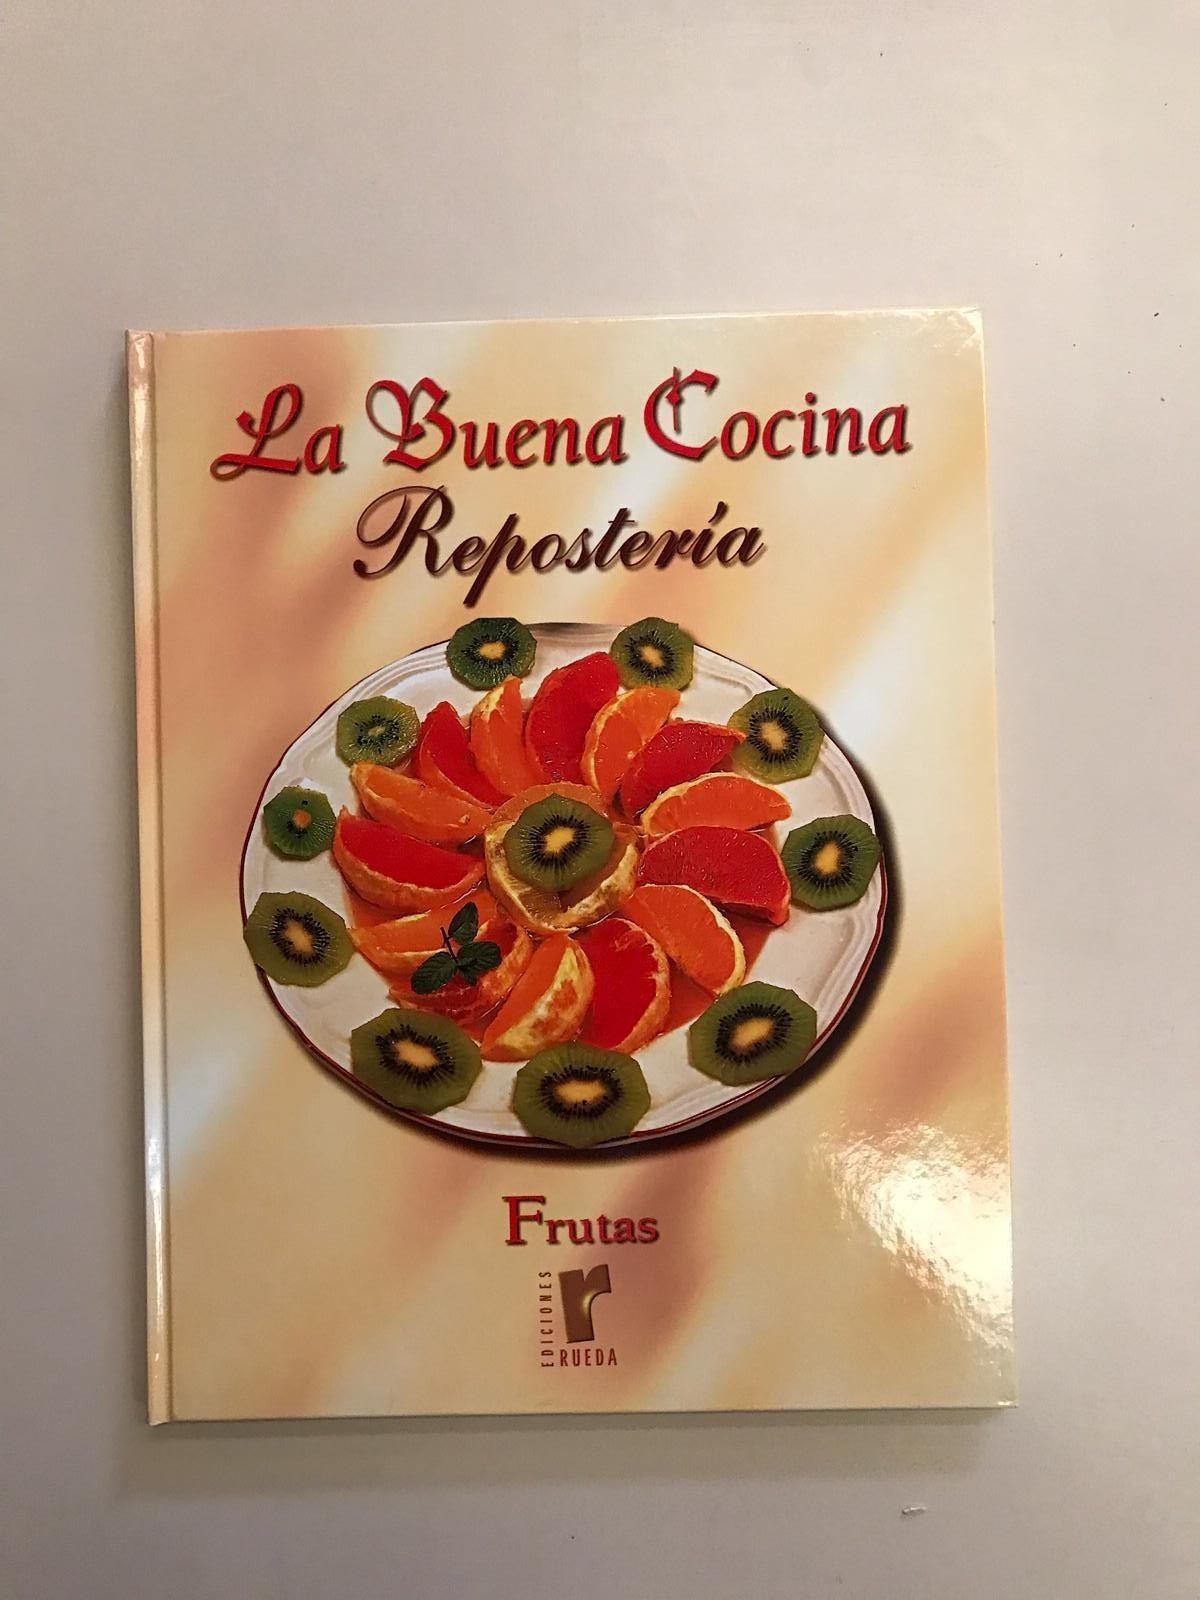 La Buena Cocina
Repostería
Frutas
EDICIONES
RUEDA